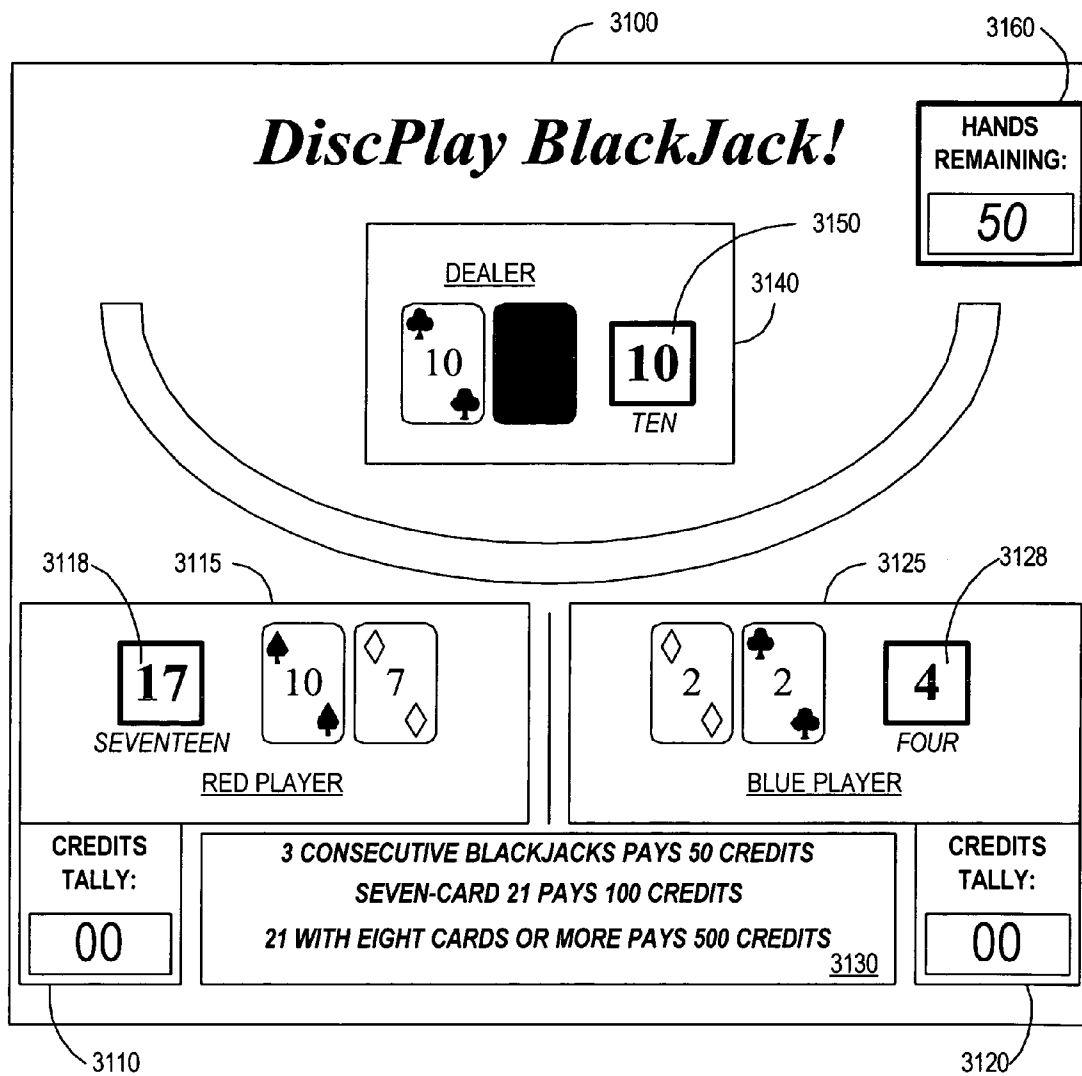 3100
3160
DiscPlay BlackJack!
HANDS
REMAINING:
50
3150
3140
DEALER
10
10
TEN
3118
3115
3125
3128
17
SEVENTEEN
10
7
RED PLAYER
2
2
4
FOUR
BLUE PLAYER
CREDITS
TALLY:
00
3 CONSECUTIVE BLACKJACKS PAYS 50 CREDITS
SEVEN-CARD 21 PAYS 100 CREDITS
21 WITH EIGHT CARDS OR MORE PAYS 500 CREDITS
3130
CREDITS
TALLY:
00
3110
3120